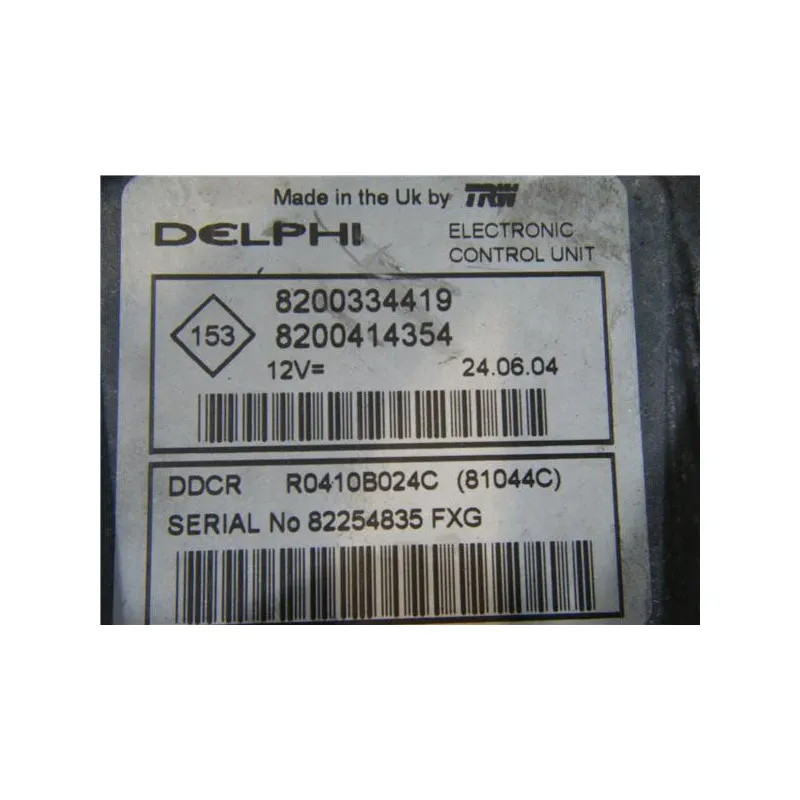 Made in the Uk by TRW
DELPHI
ELECTRONIC
CONTROL UNIT
153
8200334419
8200414354
12V=
24.06.04
DDCR R0410B024C (81044C)
SERIAL No 82254835 FXG